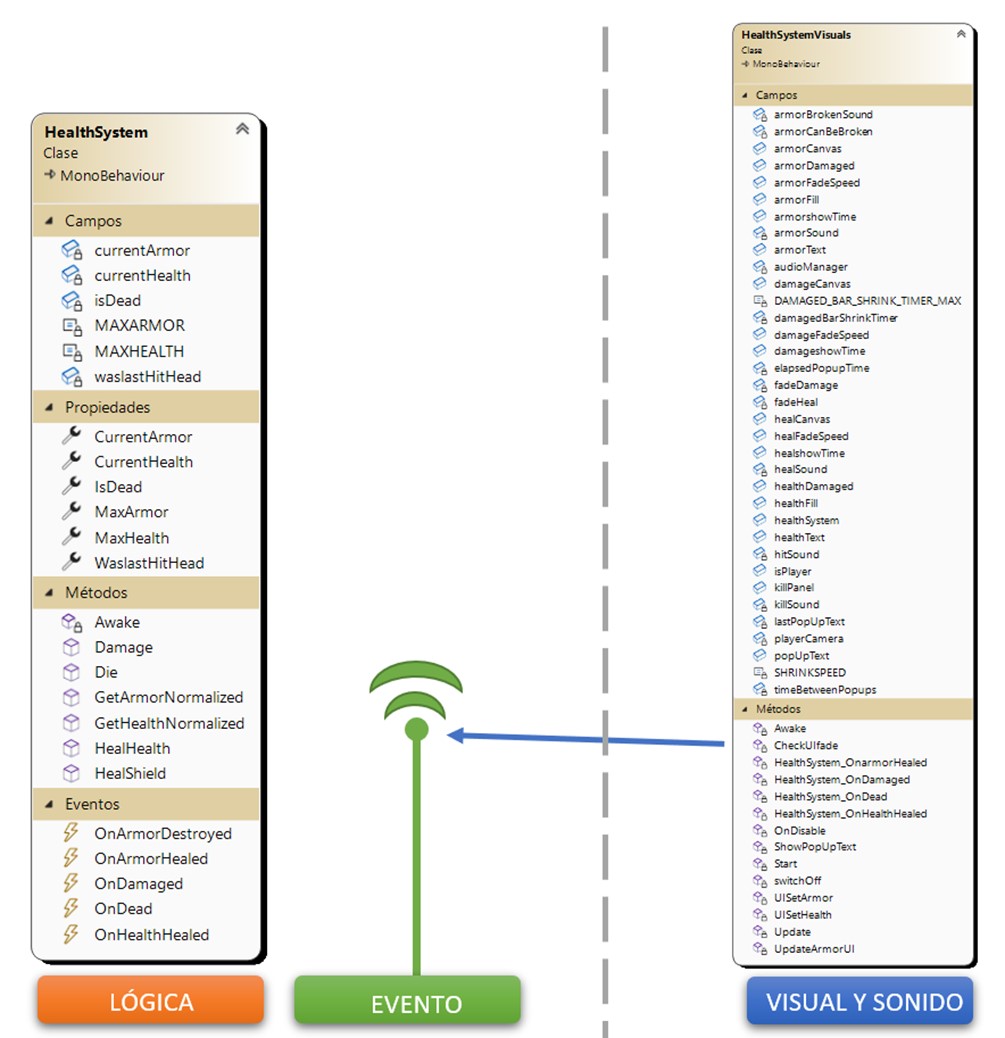 HealthSystem
Clase
MonoBehaviour
Campos
currentArmor
currentHealth
isDead
MAXARMOR
MAXHEALTH
waslastHitHead
Propiedades
CurrentArmor
CurrentHealth
IsDead
MaxArmor
MaxHealth
WaslastHitHead
Métodos
Awake
Damage
Die
GetArmorNormalized
GetHealthNormalized
HealHealth
HealShield
Eventos
OnArmorDestroyed
OnArmorHealed
OnDamaged
OnDead
OnHealthHealed
LÓGICA
EVENTO
HealthSystemVisuals
Clase
MonoBehaviour
Campos
armorBrokenSound
armorCanBeBroken
armorCanvas
armorDamaged
armorFadeSpeed
armorFill
armorshowTime
armorSound
armorText
audioManager
damageCanvas
DAMAGED_BAR_SHRINK_TIMER_MAX
damagedBarShrinkTimer
damageFadeSpeed
damageshowTime
elapsedPopupTime
fadeDamage
fadeHeal
healCanvas
healFadeSpeed
healshowTime
healSound
healthDamaged
healthFill
healthSystem
healthText
hitSound
isPlayer
killPanel
killSound
lastPopUpText
playerCamera
popUpText
SHRINKSPEED
timeBetweenPopups
Métodos
Awake
CheckUIfade
HealthSystem_OnarmorHealed
HealthSystem_OnDamaged
HealthSystem_OnDead
HealthSystem_OnHealthHealed
OnDisable
ShowPopUpText
Start
switchOff
UISetArmor
UISetHealth
Update
UpdateArmorUI
VISUAL Y SONIDO